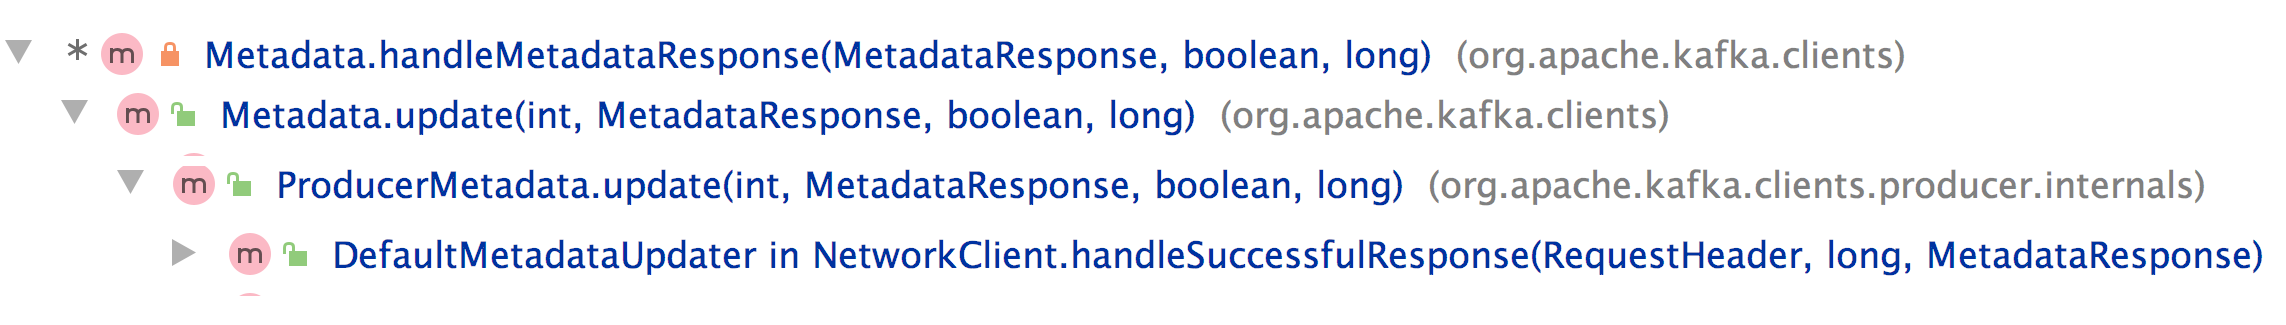 * m Metadata.handleMetadataResponse(MetadataResponse, boolean, long) (org.apache.kafka.clients)
m Metadata.update(int, MetadataResponse, boolean, long) (org.apache.kafka.clients)
m ProducerMetadata.update(int, MetadataResponse, boolean, long) (org.apache.kafka.clients.producer.internals)
m DefaultMetadataUpdater in NetworkClient.handleSuccessfulResponse(RequestHeader, long, MetadataResponse)